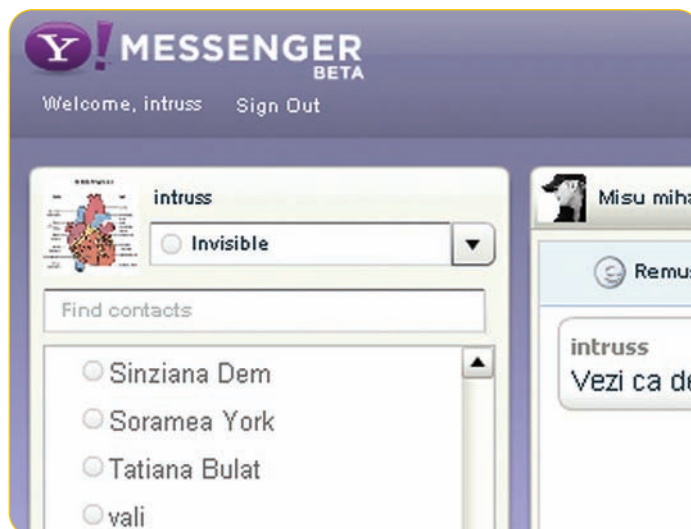 Y! MESSENGER
BETA
Welcome, intruss Sign Out
intruss
Invisible
Find contacts
Sinziana Dem
Soramea York
Tatiana Bulat
vali
Misu miha
Remus
intruss
Vezi ca de